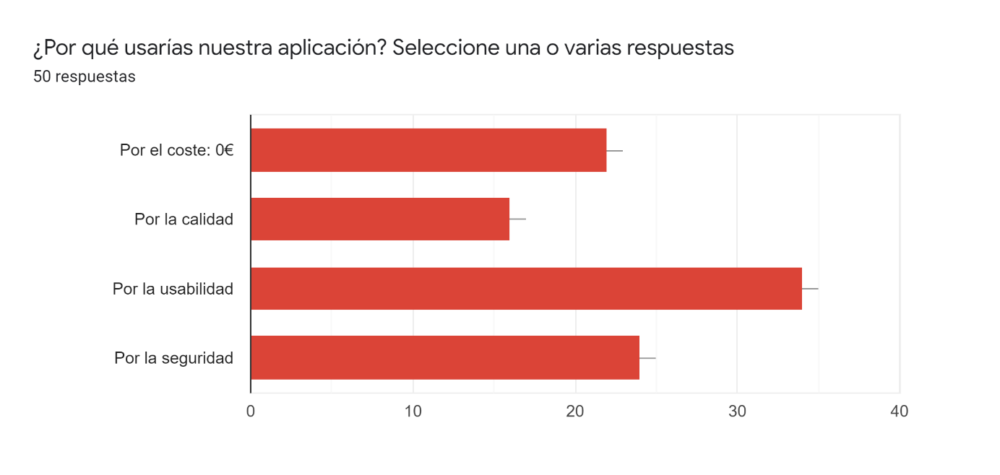 ¿Por qué usarías nuestra aplicación? Seleccione una o varias respuestas
50 respuestas
Por el coste: 0€
Por la calidad
Por la usabilidad
Por la seguridad
0 10 20 30 40